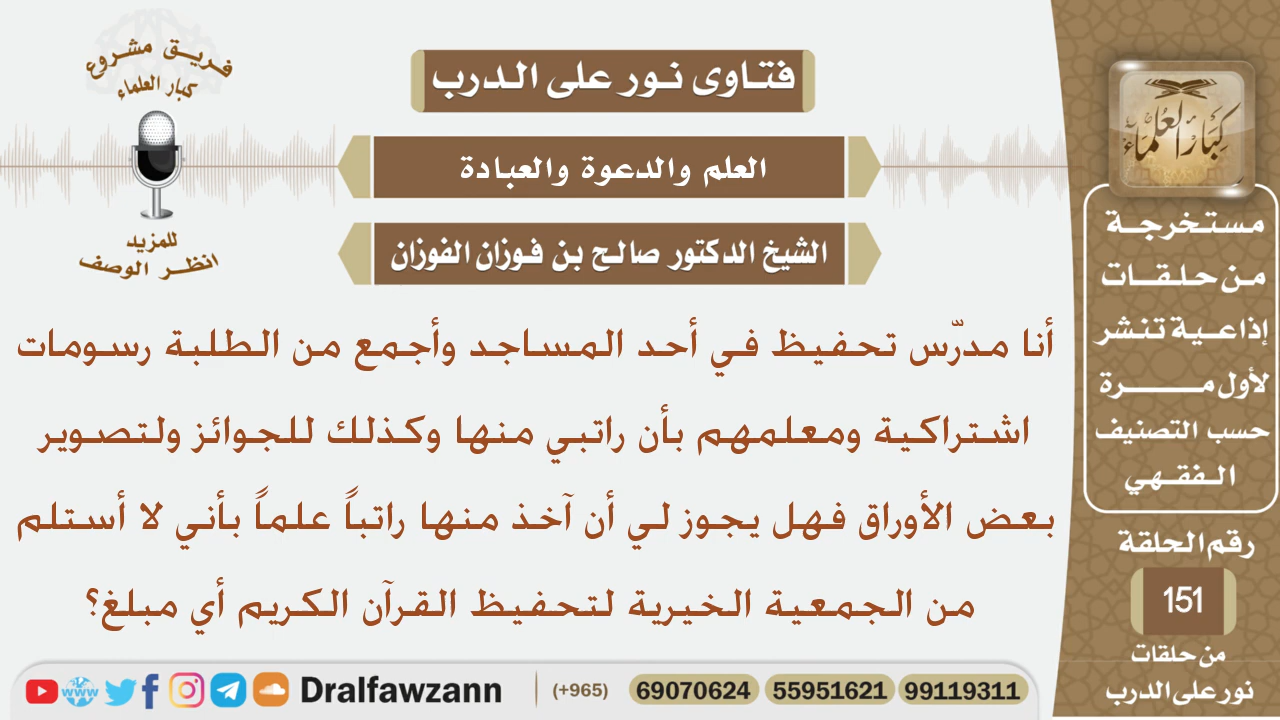 فريق مشروع
كبار العلماء
للمزيد
انظر الوصف
فتاوى نور على الدرب
العلم والدعوة والعبادة
الشيخ الدكتور صالح بن فوزان الفوزان
أنا مدرّس تحفيظ في أحد المساجد وأجمع من الطلبة رسومات
اشتراكية ومعلمهم بأن راتبي منها وكذلك للجوائز ولتصوير
بعض الأوراق فهل يجوز لي أن آخذ منها راتباً علماً بأني لا أستلم
من الجمعية الخيرية لتحفيظ القرآن الكريم أي مبلغ؟
كبار العلماء
مستخرجة
من حلقات
إذاعية تنشر
لأول مرة
حسب التصنيف
الفقهي
رقم الحلقة
151
من حلقات
نور على الدرب
www
Dralfawzann
(+965) 69070624 55951621 99119311